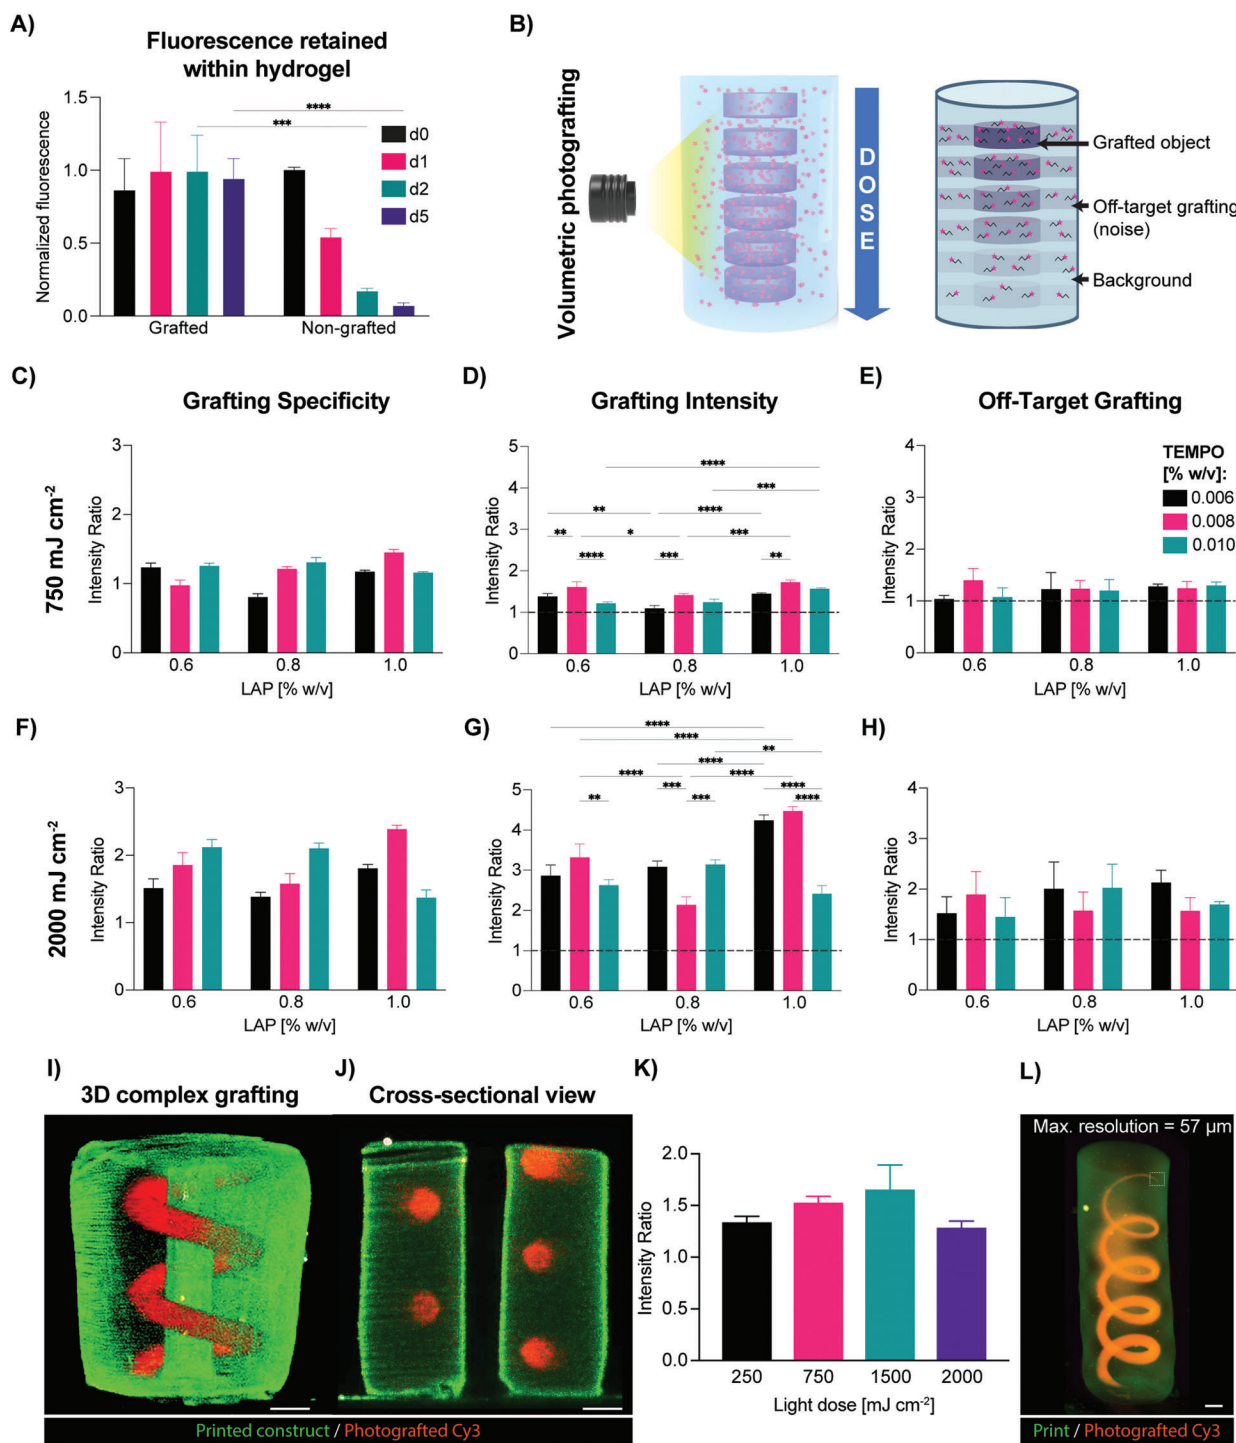 A)
Fluorescence retained
within hydrogel
Normalized fluorescence
1.5
1.0
0.5
0.0
****
***
d0
d1
d2
d5
Grafted
Non-grafted
B)
Volumetric photografting
DOSE
Grafted object
Off-target grafting
(noise)
Background
C)
Grafting Specificity
750 mJ cm-2
Intensity Ratio
3
2
1
0
0.6
0.8
1.0
LAP [% w/v]
D)
Grafting Intensity
Intensity Ratio
5
4
3
2
1
0
****
***
** ****
** * ***
**** *** **
0.6
0.8
1.0
LAP [% w/v]
E)
Off-Target Grafting
Intensity Ratio
4
3
2
1
0
TEMPO
[% w/v]:
0.006
0.008
0.010
0.6
0.8
1.0
LAP [% w/v]
F)
2000 mJ cm-2
Intensity Ratio
3
2
1
0
0.6
0.8
1.0
LAP [% w/v]
G)
Intensity Ratio
5
4
3
2
1
0
****
****
**
****
**** ****
*** ****
** *** ****
0.6
0.8
1.0
LAP [% w/v]
H)
Intensity Ratio
4
3
2
1
0
0.6
0.8
1.0
LAP [% w/v]
I)
3D complex grafting
J)
Cross-sectional view
Printed construct / Photografted Cy3
K)
Intensity Ratio
2.0
1.5
1.0
0.5
0.0
250
750
1500
2000
Light dose [mJ cm-2]
L)
Max. resolution = 57 µm
Print / Photografted Cy3